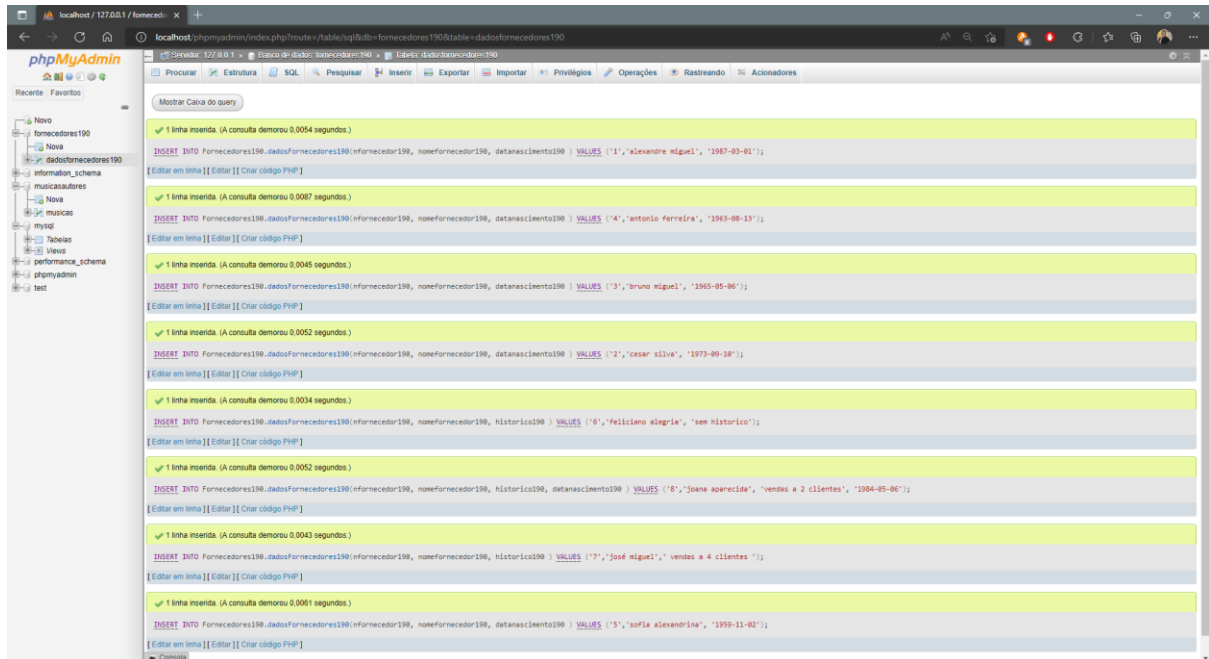 localhost / 127.0.0.1 / fornecedo
localhost/phpmyadmin/index.php?route=/table/sql&db=fornecedores190&table=dadosfornecedores190
phpMyAdmin
Recente Favoritos
Novo
fornecedores190
Nova
dadosfornecedores190
information_schema
musicasautores
Nova
musicas
mysql
Tabelas
Views
performance_schema
phpmyadmin
test
Servidor: 127.0.0.1 » Banco de dados: fornecedores190 » Tabela: dadosfornecedores190
Procurar Estrutura SQL Pesquisar Inserir Exportar Importar Privilégios Operações Rastreando Acionadores
Mostrar Caixa do query
1 linha inserida. (A consulta demorou 0,0054 segundos.)
INSERT INTO Fornecedores190.dadosFornecedores190(nfornecedor190, nomefornecedor190, datanascimento190 ) VALUES ('1','alexandre miguel', '1987-03-01');
[ Editar em linha ] [ Editar ] [ Criar código PHP ]
1 linha inserida. (A consulta demorou 0,0087 segundos.)
INSERT INTO Fornecedores190.dadosFornecedores190(nfornecedor190, nomefornecedor190, datanascimento190 ) VALUES ('4','antonio ferreira', '1963-08-13');
[ Editar em linha ] [ Editar ] [ Criar código PHP ]
1 linha inserida. (A consulta demorou 0,0045 segundos.)
INSERT INTO Fornecedores190.dadosFornecedores190(nfornecedor190, nomefornecedor190, datanascimento190 ) VALUES ('3','bruno miguel', '1965-05-06');
[ Editar em linha ] [ Editar ] [ Criar código PHP ]
1 linha inserida. (A consulta demorou 0,0052 segundos.)
INSERT INTO Fornecedores190.dadosFornecedores190(nfornecedor190, nomefornecedor190, datanascimento190 ) VALUES ('2','cesar silva', '1973-09-10');
[ Editar em linha ] [ Editar ] [ Criar código PHP ]
1 linha inserida. (A consulta demorou 0,0034 segundos.)
INSERT INTO Fornecedores190.dadosFornecedores190(nfornecedor190, nomefornecedor190, historico190 ) VALUES ('6','feliciano alegria', 'sem historico');
[ Editar em linha ] [ Editar ] [ Criar código PHP ]
1 linha inserida. (A consulta demorou 0,0052 segundos.)
INSERT INTO Fornecedores190.dadosFornecedores190(nfornecedor190, nomefornecedor190, historico190, datanascimento190 ) VALUES ('8','joana aparecida', 'vendas a 2 clientes', '1984-05-06');
[ Editar em linha ] [ Editar ] [ Criar código PHP ]
1 linha inserida. (A consulta demorou 0,0043 segundos.)
INSERT INTO Fornecedores190.dadosFornecedores190(nfornecedor190, nomefornecedor190, historico190 ) VALUES ('7','josé miguel',' vendas a 4 clientes ');
[ Editar em linha ] [ Editar ] [ Criar código PHP ]
1 linha inserida. (A consulta demorou 0,0061 segundos.)
INSERT INTO Fornecedores190.dadosFornecedores190(nfornecedor190, nomefornecedor190, datanascimento190 ) VALUES ('5','sofia alexandrina', '1959-11-02');
[ Editar em linha ] [ Editar ] [ Criar código PHP ]
Consola